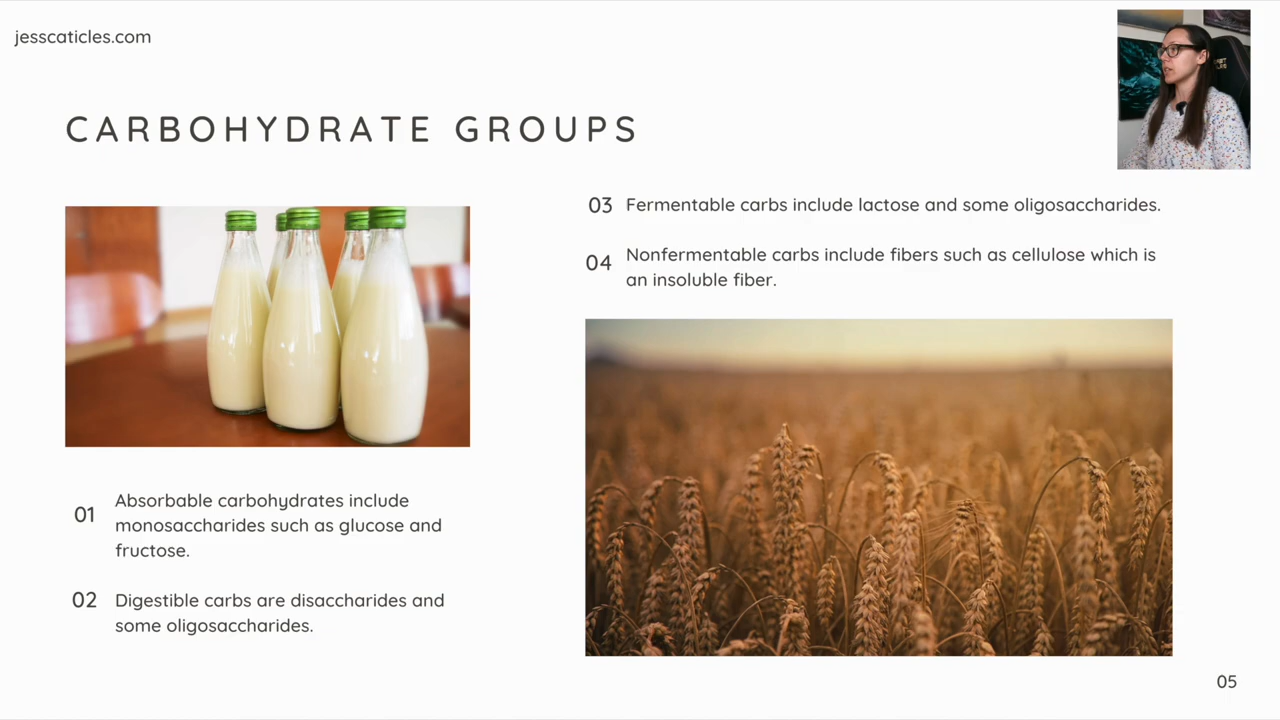 jesscaticles.com
CARBOHYDRATE GROUPS
01 Absorbable carbohydrates include
monosaccharides such as glucose and
fructose.
02 Digestible carbs are disaccharides and
some oligosaccharides.
03 Fermentable carbs include lactose and some oligosaccharides.
04 Nonfermentable carbs include fibers such as cellulose which is
an insoluble fiber.
05